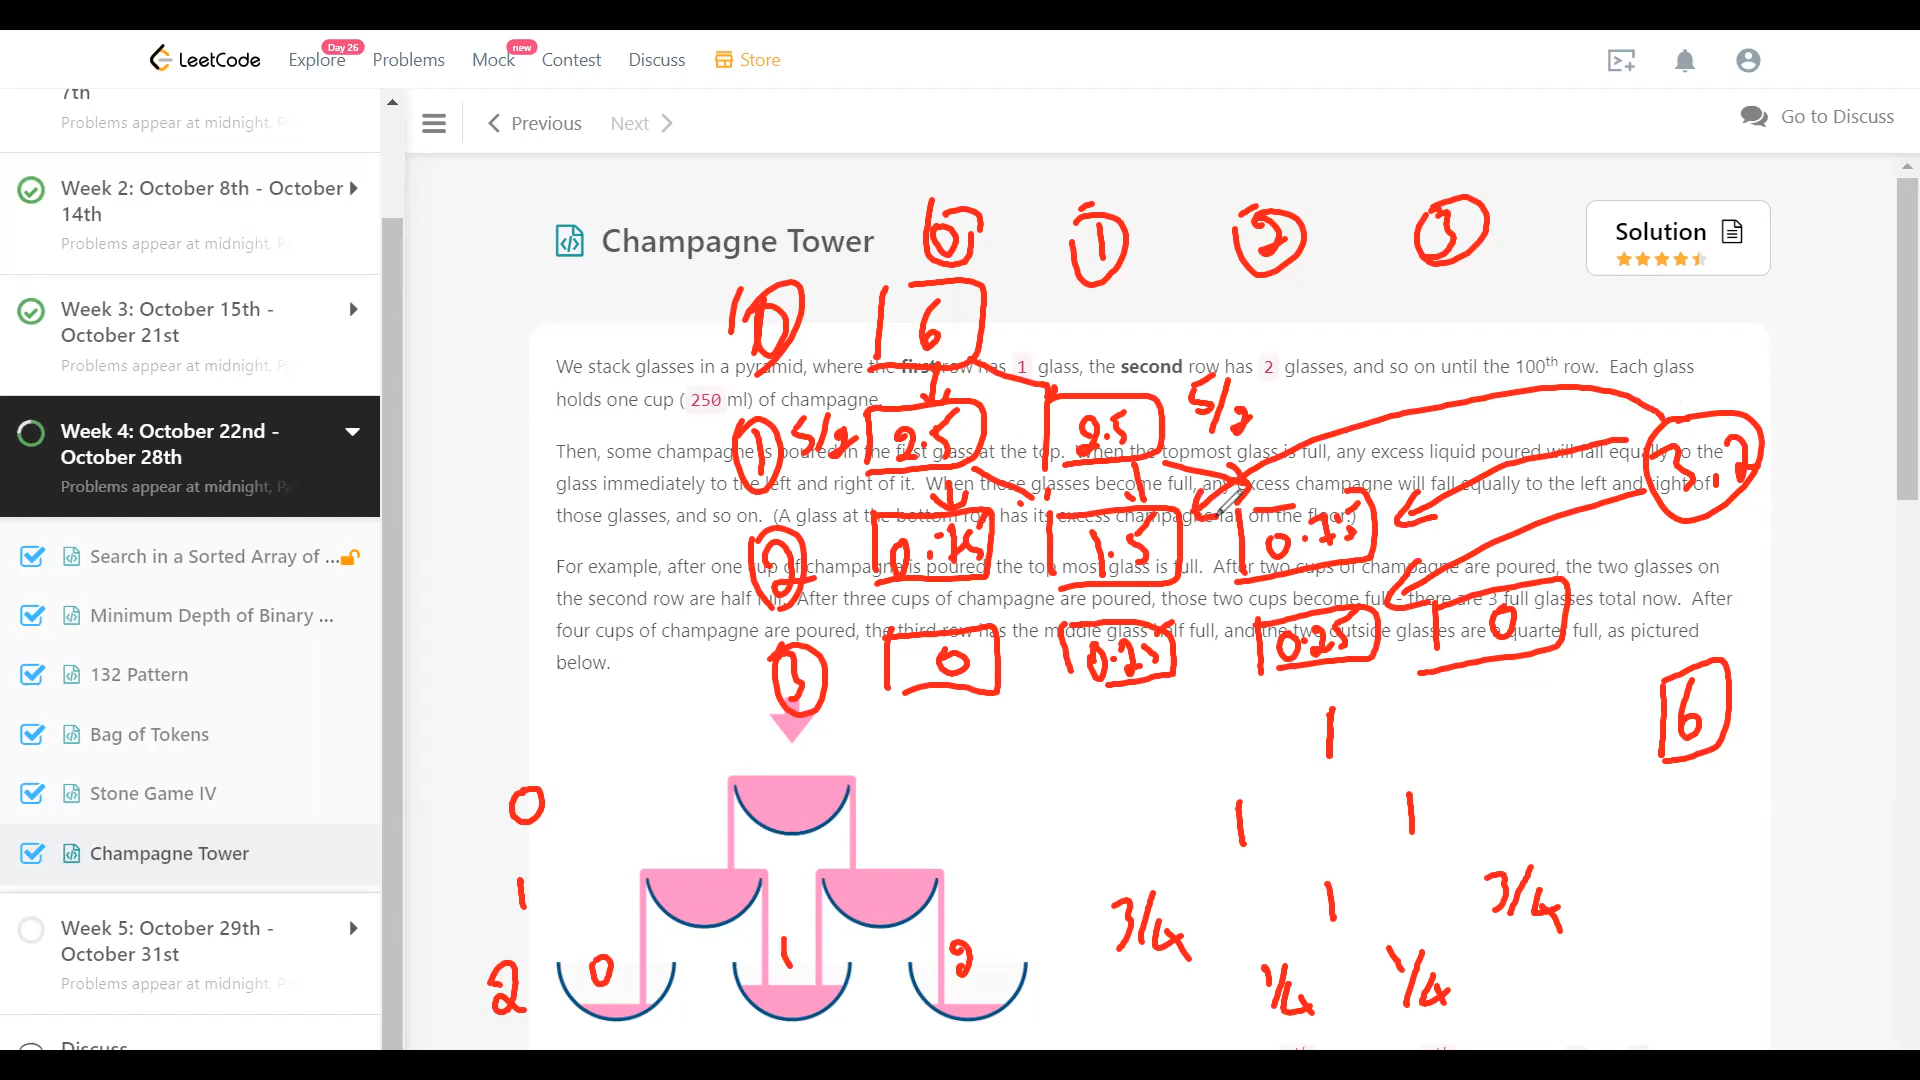 LeetCode
Explore
Day 26
Problems
Mock
new
Contest
Discuss
Store
7th
Problems appear at midnight, Pa
Week 2: October 8th - October 14th
Problems appear at midnight, Pa
Week 3: October 15th - October 21st
Problems appear at midnight, Pa
Week 4: October 22nd - October 28th
Problems appear at midnight, Pa
Search in a Sorted Array of ...
Minimum Depth of Binary ...
132 Pattern
Bag of Tokens
Stone Game IV
Champagne Tower
Week 5: October 29th - October 31st
Problems appear at midnight, Pa
Discuss
Previous
Next
Go to Discuss
Champagne Tower
Solution
0 1 2 3
0 6
We stack glasses in a pyramid, where the first row has 1 glass, the second row has 2 glasses, and so on until the 100th row. Each glass
holds one cup (250 ml) of champagne.
1 5/2 2.5 2.5 5/2
Then, some champagne is poured in the first glass at the top. When the topmost glass is full, any excess liquid poured will fall equally to the
glass immediately to the left and right of it. When those glasses become full, any excess champagne will fall equally to the left and right of
those glasses, and so on. (A glass at the bottom row has its excess champagne fall on the floor.)
3,2
2 0.75 1.5 0.75
For example, after one cup of champagne is poured, the top most glass is full. After two cups of champagne are poured, the two glasses on
the second row are half full. After three cups of champagne are poured, those two cups become full - there are 3 full glasses total now. After
four cups of champagne are poured, the third row has the middle glass half full, and the two outside glasses are a quarter full, as pictured
below.
3 0 0.25 0.25 0
6
1
0
1 1
1
3/4 1 3/4
2 0 1 2
1/4 1/4